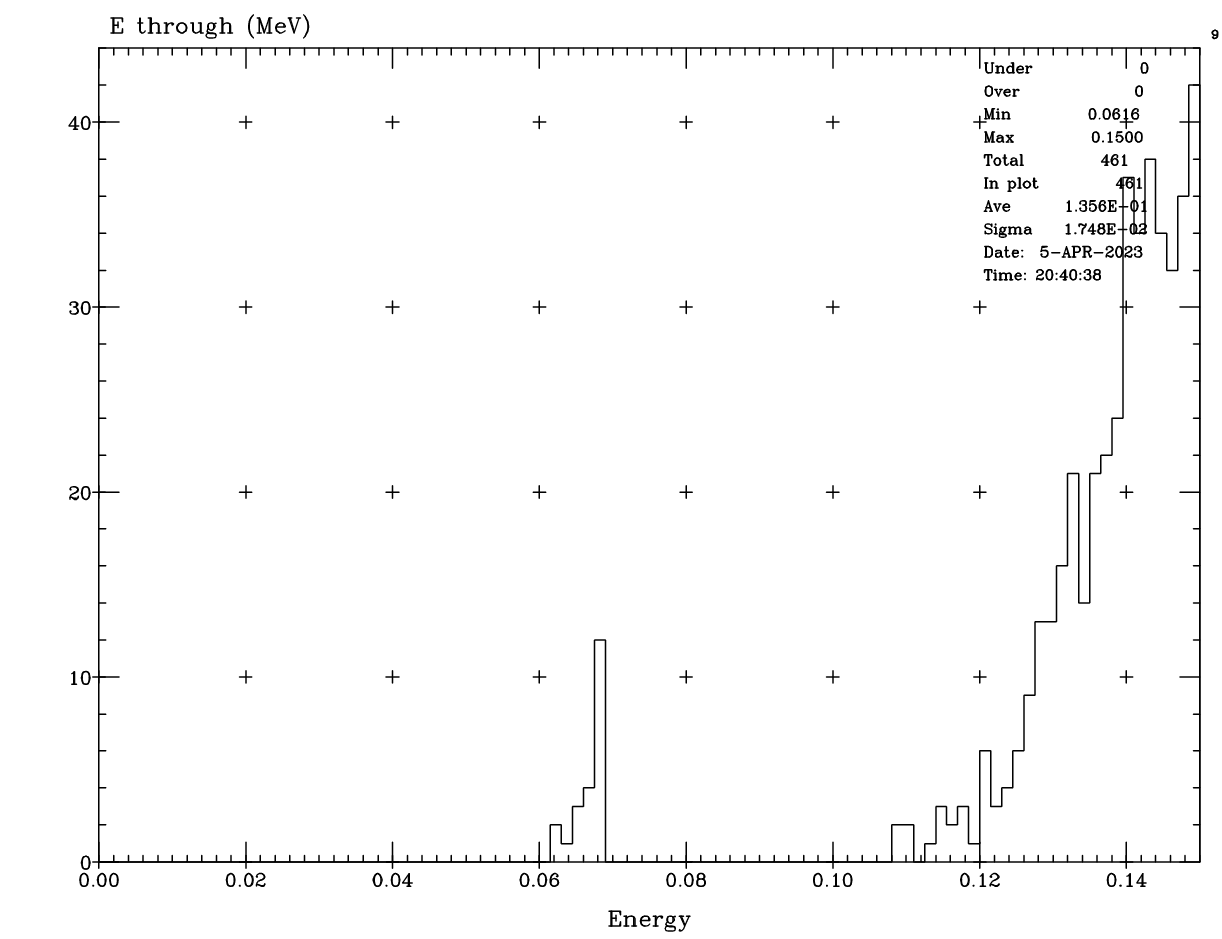 E through (MeV)
9
Under 0
Over 0
Min 0.0616
Max 0.1500
Total 461
In plot 461
Ave 1.356E-01
Sigma 1.748E-02
Date: 5-APR-2023
Time: 20:40:38
40
30
20
10
0
0.00 0.02 0.04 0.06 0.08 0.10 0.12 0.14
Energy